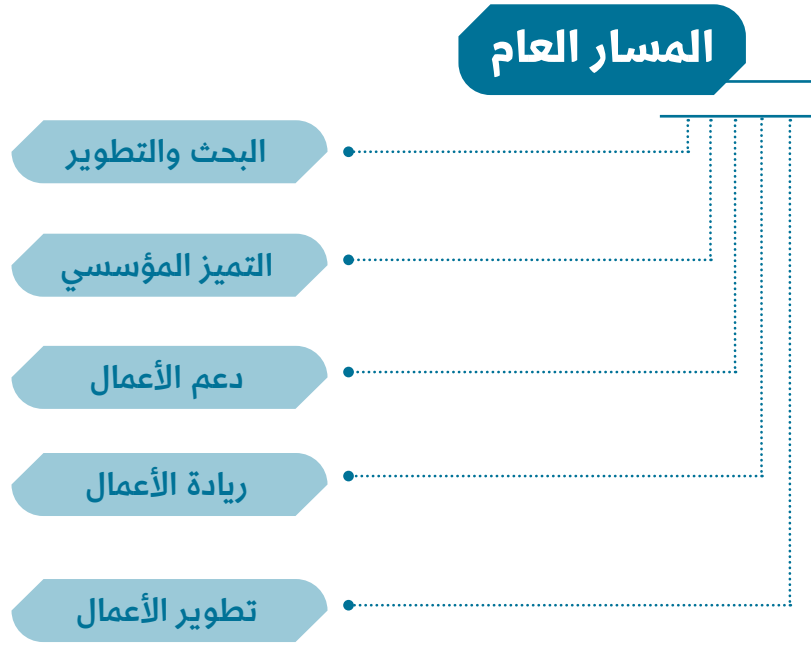 المسار العام
البحث والتطوير
التميز المؤسسي
دعم الأعمال
ريادة الأعمال
تطوير الأعمال